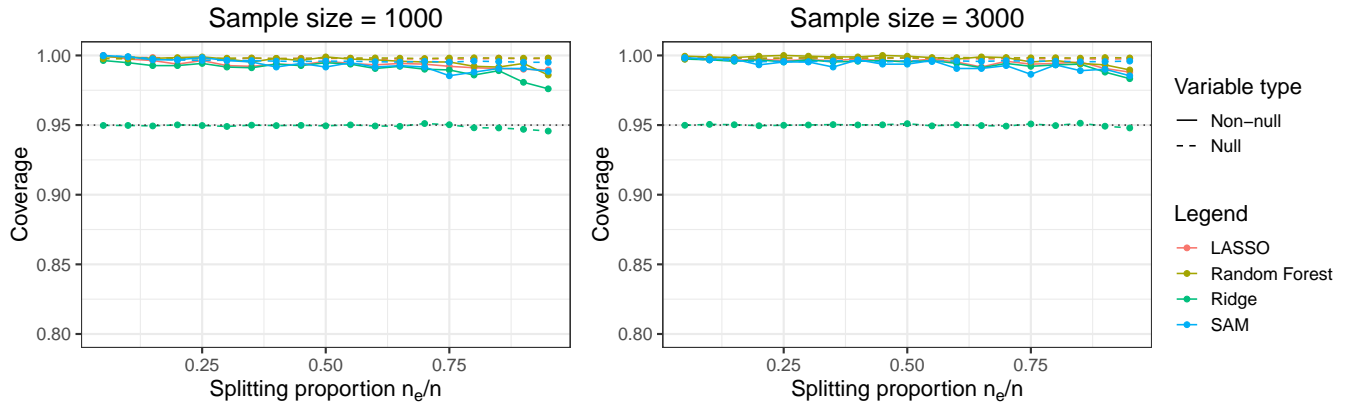 Sample size = 1000
Coverage
1.00
0.95
0.90
0.85
0.80
0.25
0.50
0.75
Splitting proportion nₑ/n
Sample size = 3000
Coverage
1.00
0.95
0.90
0.85
0.80
0.25
0.50
0.75
Splitting proportion nₑ/n
Variable type
Non−null
Null
Legend
LASSO
Random Forest
Ridge
SAM